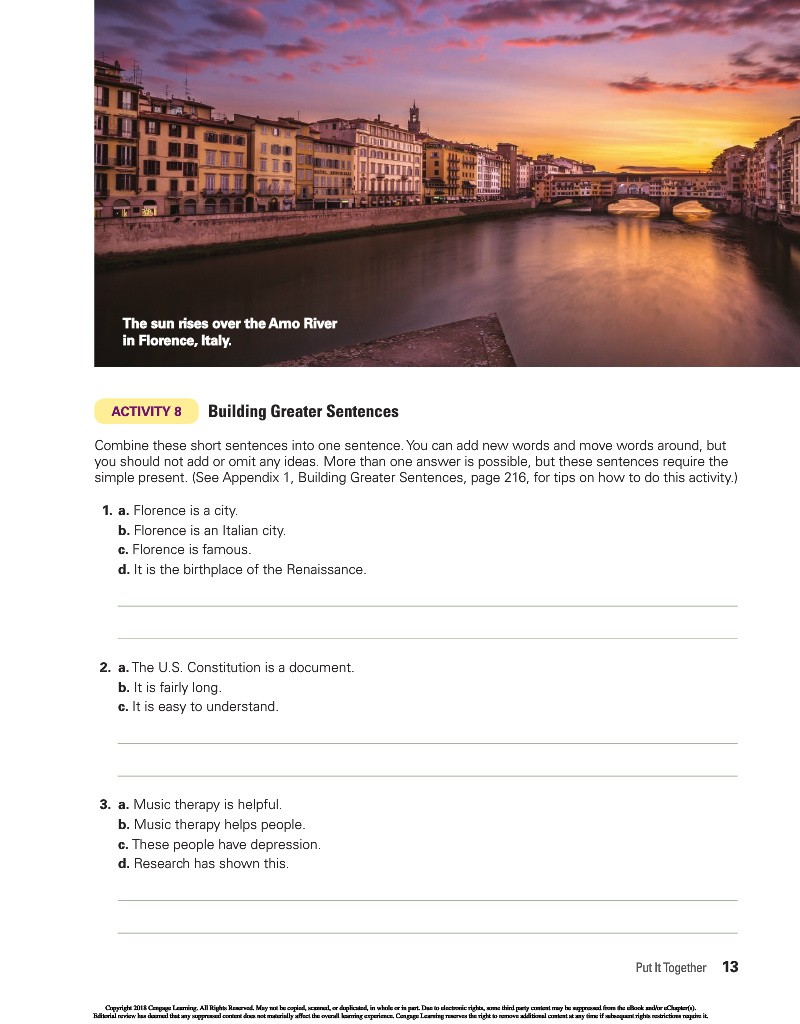 The sun rises over the Arno River
in Florence, Italy.
ACTIVITY 8 Building Greater Sentences
Combine these short sentences into one sentence. You can add new words and move words around, but
you should not add or omit any ideas. More than one answer is possible, but these sentences require the
simple present. (See Appendix 1, Building Greater Sentences, page 216, for tips on how to do this activity.)
1. a. Florence is a city.
b. Florence is an Italian city.
c. Florence is famous.
d. It is the birthplace of the Renaissance.
2. a. The U.S. Constitution is a document.
b. It is fairly long.
c. It is easy to understand.
3. a. Music therapy is helpful.
b. Music therapy helps people.
c. These people have depression.
d. Research has shown this.
Put It Together 13
Copyright 2018 Cengage Learning. All Rights Reserved. May not be copied, scanned, or duplicated, in whole or in part. Due to electronic rights, some third party content may be suppressed from the eBook and/or eChapter(s).
Editorial review has deemed that any suppressed content does not materially affect the overall learning experience. Cengage Learning reserves the right to remove additional content at any time if subsequent rights restrictions require it.